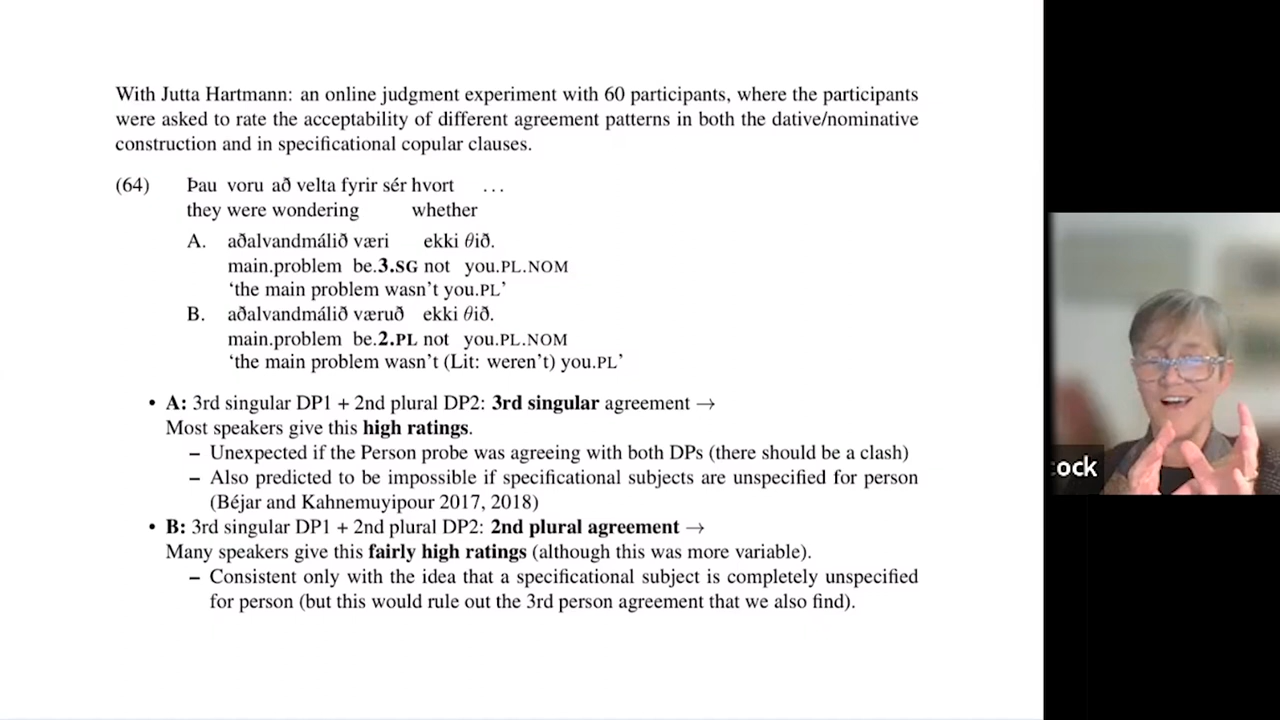 With Jutta Hartmann: an online judgment experiment with 60 participants, where the participants
were asked to rate the acceptability of different agreement patterns in both the dative/nominative
construction and in specificational copular clauses.
(64) Þau voru að velta fyrir sér hvort ...
they were wondering whether
A. aðalvandmálið væri ekki θið.
main.problem be.3.SG not you.PL.NOM
‘the main problem wasn’t you.PL’
B. aðalvandmálið væruð ekki θið.
main.problem be.2.PL not you.PL.NOM
‘the main problem wasn’t (Lit: weren’t) you.PL’
• A: 3rd singular DP1 + 2nd plural DP2: 3rd singular agreement →
Most speakers give this high ratings.
– Unexpected if the Person probe was agreeing with both DPs (there should be a clash)
– Also predicted to be impossible if specificational subjects are unspecified for person
(Béjar and Kahnemuyipour 2017, 2018)
• B: 3rd singular DP1 + 2nd plural DP2: 2nd plural agreement →
Many speakers give this fairly high ratings (although this was more variable).
– Consistent only with the idea that a specificational subject is completely unspecified
for person (but this would rule out the 3rd person agreement that we also find).
cock